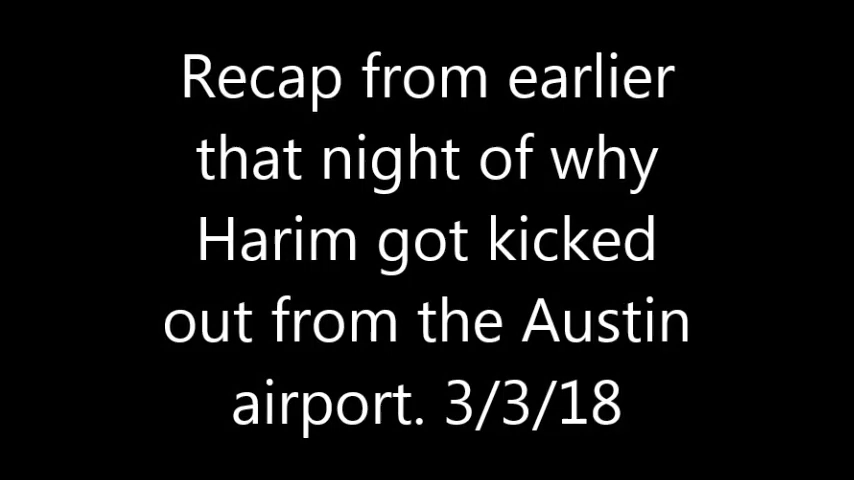 Recap from earlier
that night of why
Harim got kicked
out from the Austin
airport. 3/3/18